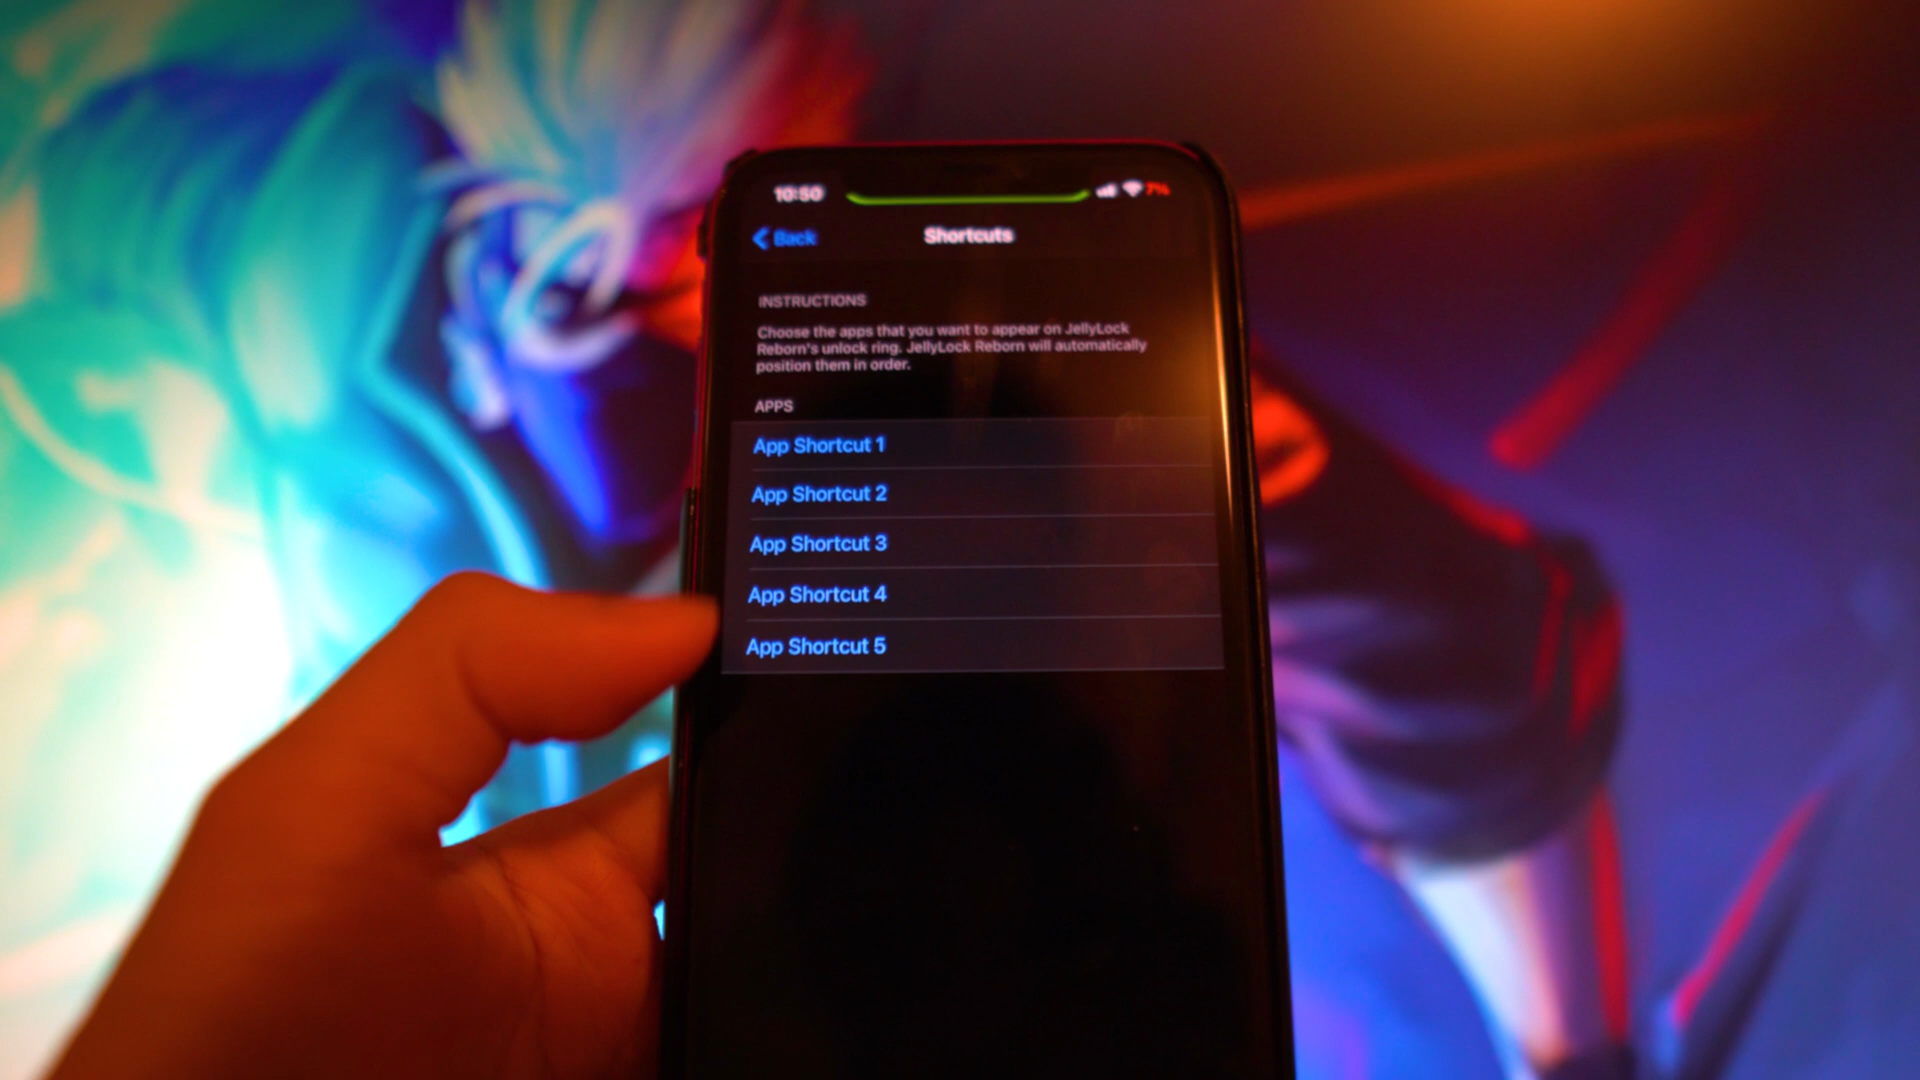 10:50 7%
Back Shortcuts
INSTRUCTIONS
Choose the apps that you want to appear on JellyLock
Reborn's unlock ring. JellyLock Reborn will automatically
position them in order.
APPS
App Shortcut 1
App Shortcut 2
App Shortcut 3
App Shortcut 4
App Shortcut 5